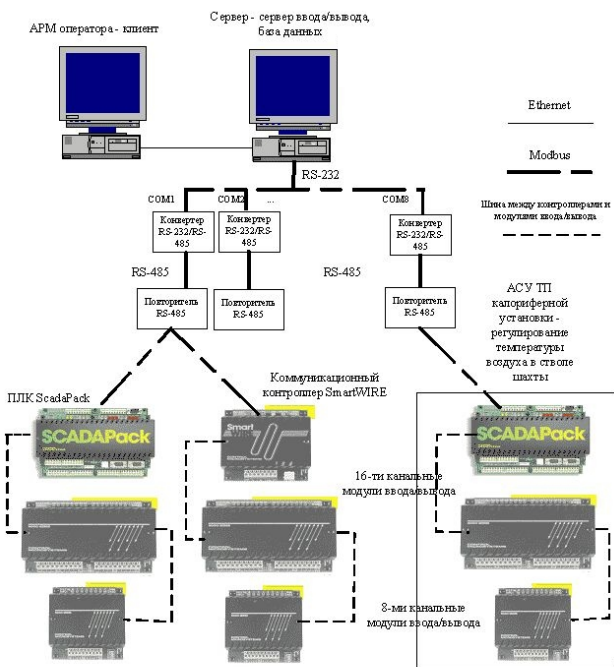 АРМ оператора - клиент
Сервер - сервер ввода/вывода,
база данных
Ethernet
Modbus
Шина между контроллерами и
модулями ввода/вывода
RS-232
COM1
COM2
...
COM8
Конвертер
RS-232/RS-
485
Конвертер
RS-232/RS-
485
Конвертер
RS-232/RS-
485
RS-485
RS-485
Повторитель
RS-485
Повторитель
RS-485
Повторитель
RS-485
АСУ ТП
калориферной
установки -
регулирование
температуры
воздуха в стволе
шахты
ПЛК ScadaPack
Коммуникационный
контроллер SmartWIRE
SCADAPack
Smart
WIRE
SCADAPack
16-ти канальные
модули ввода/вывода
8-ми канальные
модули ввода/вывода